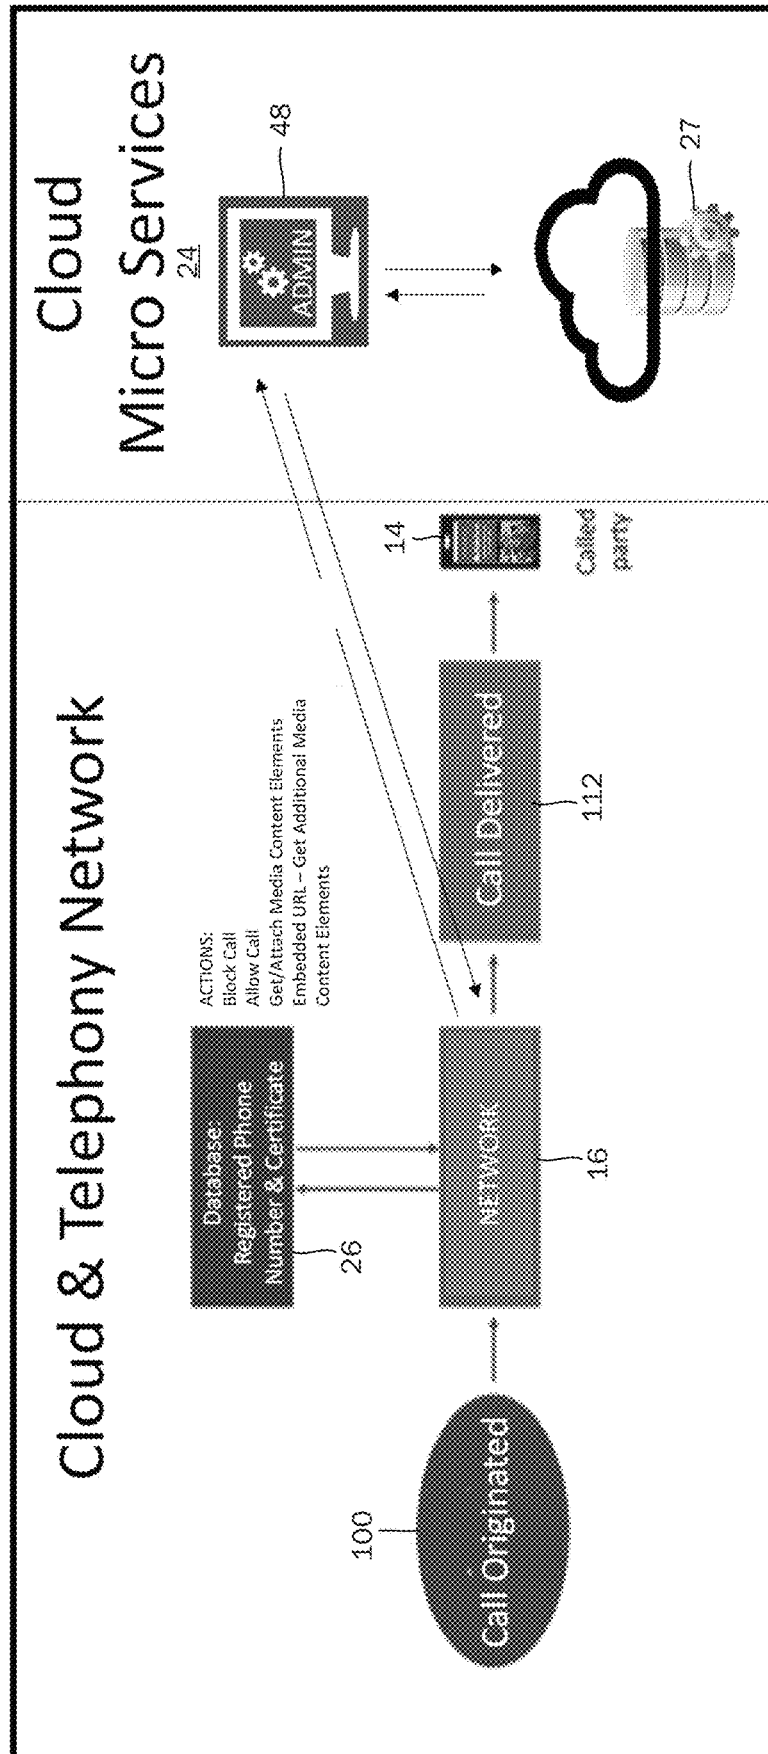 Cloud & Telephony Network
Database:
Registered Phone
Number & Certificate
26
ACTIONS:
Block Call
Allow Call
Get/Attach Media Content Elements
Embedded URL – Get Additional Media
Content Elements
100
Call Originated
NETWORK
16
Call Delivered
112
14
Called
party
Cloud
Micro Services
24
ADMIN
48
27